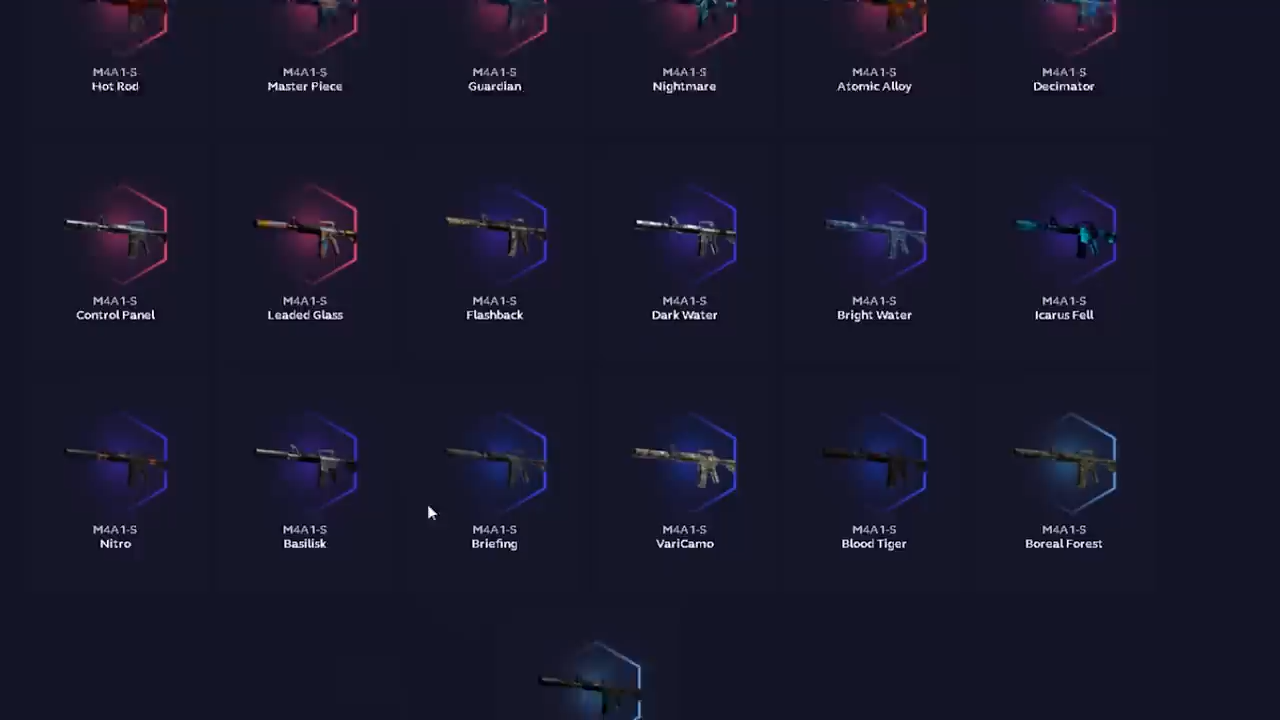 M4A1-S M4A1-S M4A1-S M4A1-S M4A1-S M4A1-S
Hot Rod Master Piece Guardian Nightmare Atomic Alloy Decimator
M4A1-S M4A1-S M4A1-S M4A1-S M4A1-S M4A1-S
Control Panel Leaded Glass Flashback Dark Water Bright Water Icarus Fell
M4A1-S M4A1-S M4A1-S M4A1-S M4A1-S M4A1-S
Nitro Basilisk Briefing VariCamo Blood Tiger Boreal Forest